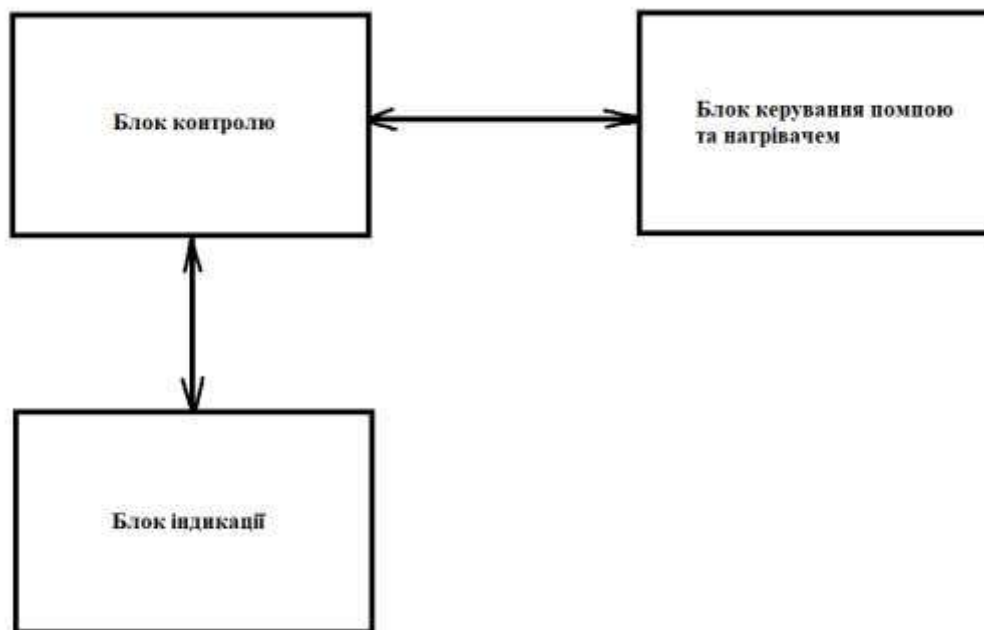 Блок контролю
Блок керування помпою
та нагрівачем
Блок індикації